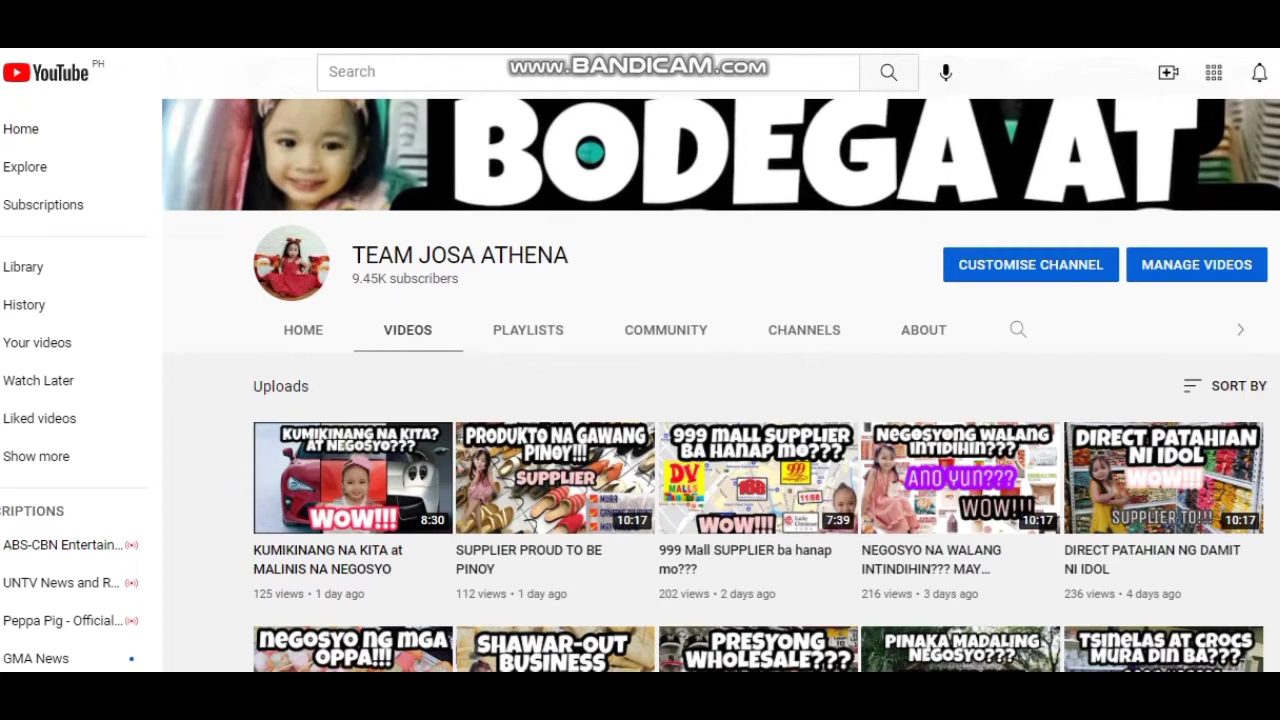 YouTube PH
Search
www.BANDICAM.com
Home
Explore
Subscriptions
Library
History
Your videos
Watch Later
Liked videos
Show more
CRIPTIONS
ABS-CBN Entertain...
UNTV News and R...
Peppa Pig - Official...
GMA News
BODEGA AT
TEAM JOSA ATHENA
9.45K subscribers
CUSTOMISE CHANNEL
MANAGE VIDEOS
HOME
VIDEOS
PLAYLISTS
COMMUNITY
CHANNELS
ABOUT
Uploads
SORT BY
KUMIKINANG NA KITA?
AT NEGOSYO???
WOW!!!
8:30
KUMIKINANG NA KITA at
MALINIS NA NEGOSYO
125 views • 1 day ago
PRODUKTO NA GAWANG
PINOY!!!
SUPPLIER
10:17
SUPPLIER PROUD TO BE
PINOY
112 views • 1 day ago
999 MALL SUPPLIER
BA HANAP MO???
DV
MALLS
168
999
11/88
WOW!!!
7:39
999 Mall SUPPLIER ba hanap
mo???
202 views • 2 days ago
NEGOSYONG WALANG
INTINDIHIN???
ANO YUN???
WOW!!!
10:17
NEGOSYO NA WALANG
INTINDIHIN??? MAY...
216 views • 3 days ago
DIRECT PATAHIAN
NI IDOL
WOW!!!
SUPPLIER TO!!!
10:17
DIRECT PATAHIAN NG DAMIT
NI IDOL
236 views • 4 days ago
NEGOSYO NG MGA
OPPA!!!
SHAWAR-OUT
BUSINESS
PRESYONG
WHOLESALE???
PINAKA MADALING
NEGOSYO???
TSINELAS AT CROCS
MURA DIN BA???